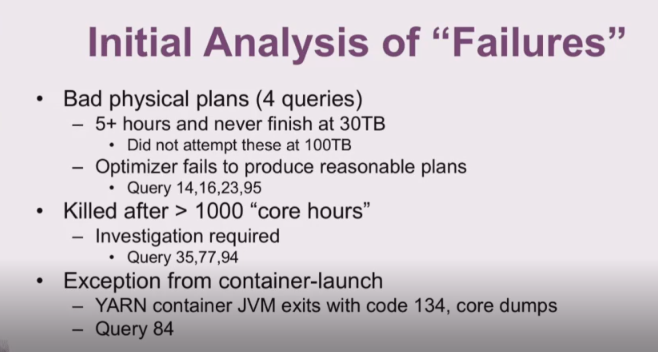 Initial Analysis of “Failures”
• Bad physical plans (4 queries)
– 5+ hours and never finish at 30TB
• Did not attempt these at 100TB
– Optimizer fails to produce reasonable plans
• Query 14,16,23,95
• Killed after > 1000 “core hours”
– Investigation required
• Query 35,77,94
• Exception from container-launch
– YARN container JVM exits with code 134, core dumps
– Query 84